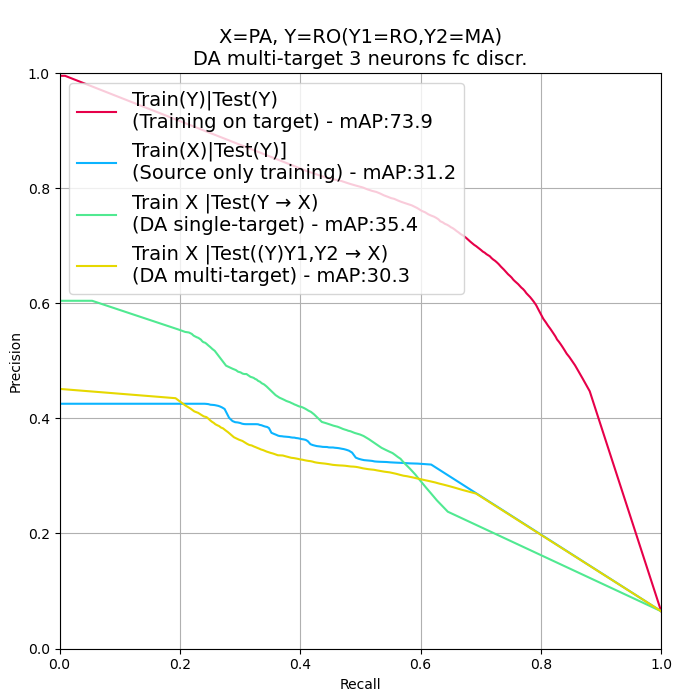 X=PA, Y=RO(Y1=RO,Y2=MA)
DA multi-target 3 neurons fc discr.
Train(Y)|Test(Y)
(Training on target) - mAP:73.9
Train(X)|Test(Y)]
(Source only training) - mAP:31.2
Train X |Test(Y → X)
(DA single-target) - mAP:35.4
Train X |Test((Y)Y1,Y2 → X)
(DA multi-target) - mAP:30.3
1.0
0.8
0.6
0.4
0.2
0.0
Precision
0.0 0.2 0.4 0.6 0.8 1.0
Recall